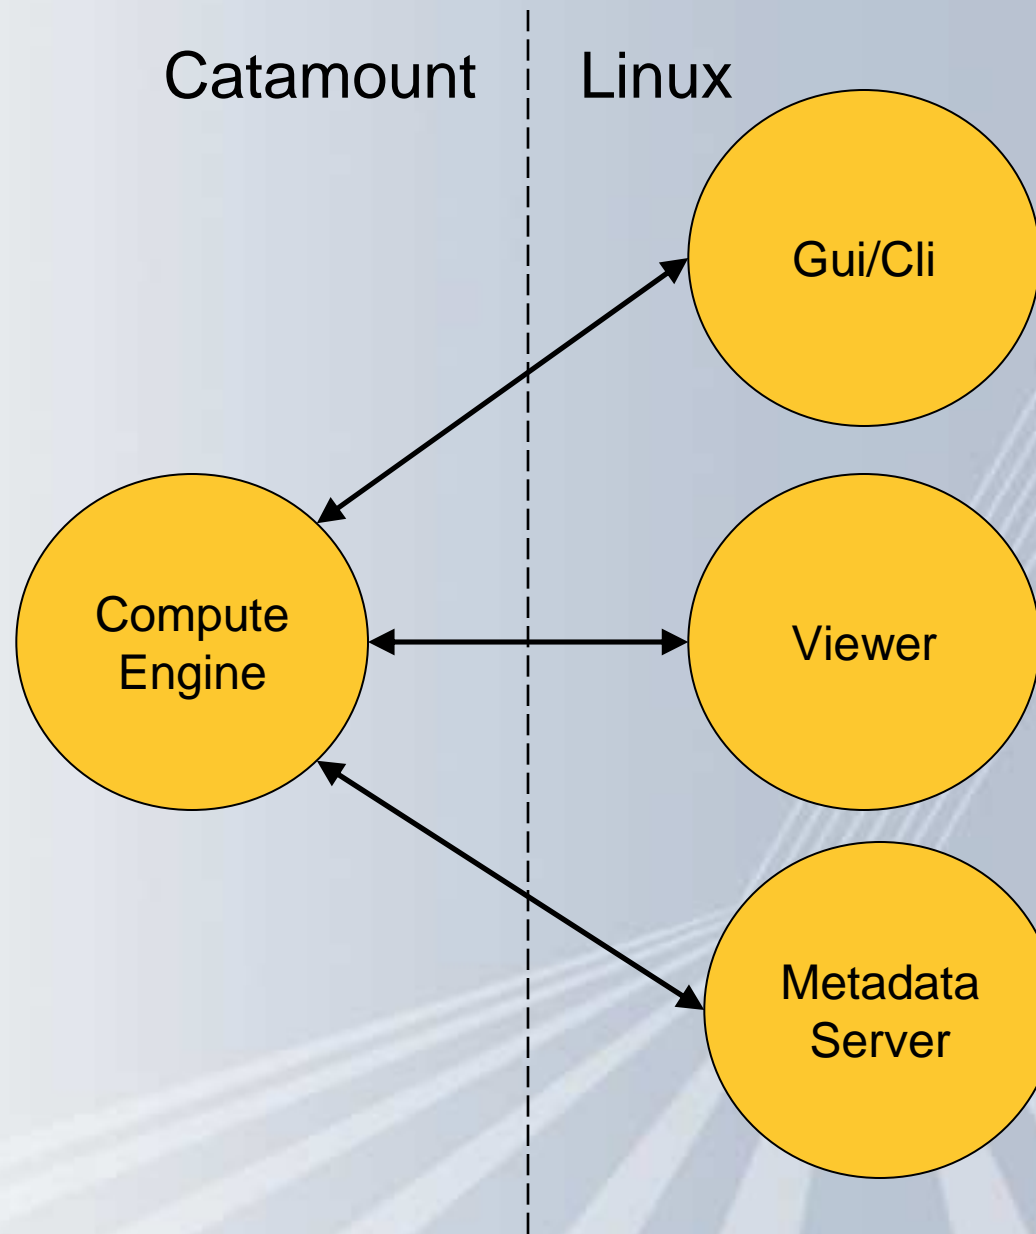 Catamount
Linux
Gui/Cli
Compute
Engine
Viewer
Metadata
Server